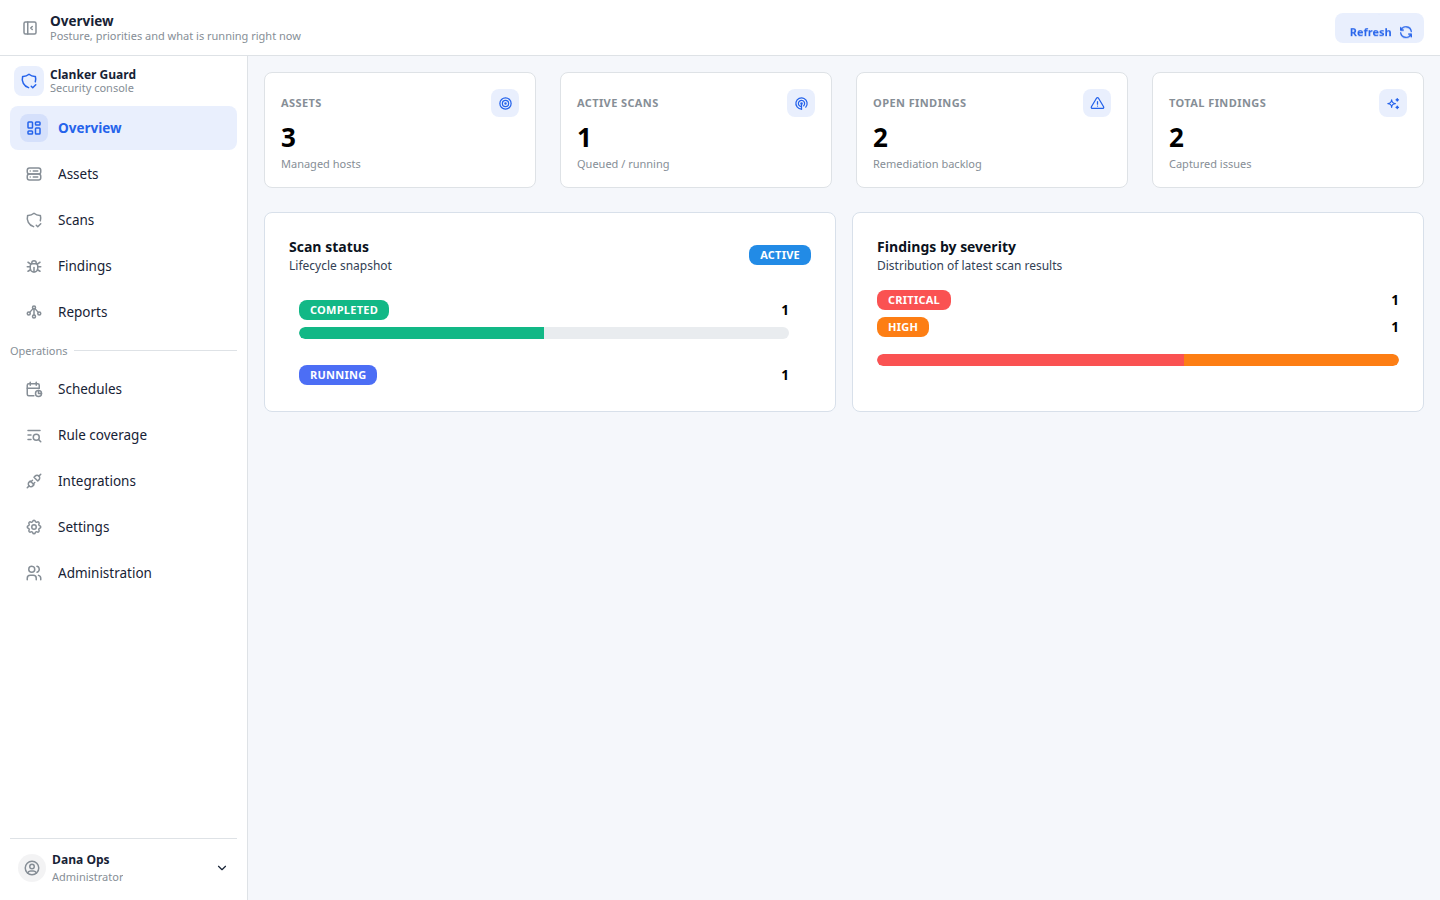 Overview
Posture, priorities and what is running right now
Refresh
Clanker Guard
Security console
Overview
Assets
Scans
Findings
Reports
Operations
Schedules
Rule coverage
Integrations
Settings
Administration
Dana Ops
Administrator
ASSETS
3
Managed hosts
ACTIVE SCANS
1
Queued / running
OPEN FINDINGS
2
Remediation backlog
TOTAL FINDINGS
2
Captured issues
Scan status
Lifecycle snapshot
ACTIVE
COMPLETED 1
RUNNING 1
Findings by severity
Distribution of latest scan results
CRITICAL 1
HIGH 1